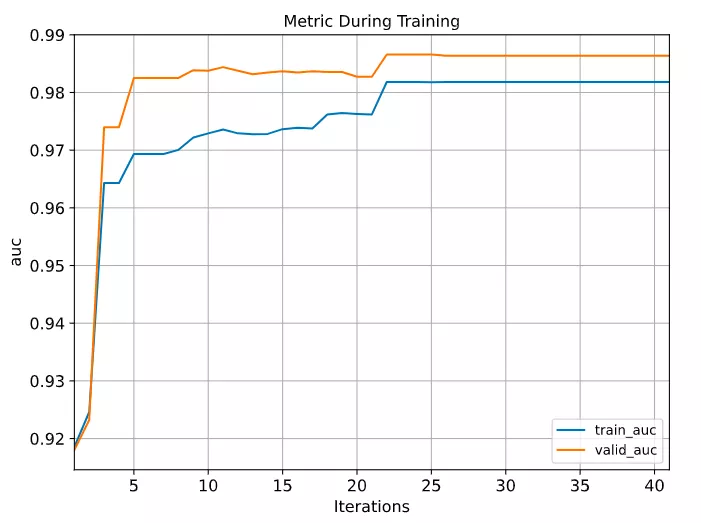 Metric During Training
0.99
0.98
0.97
0.96
0.95
0.94
0.93
0.92
auc
5 10 15 20 25 30 35 40
Iterations
train_auc
valid_auc